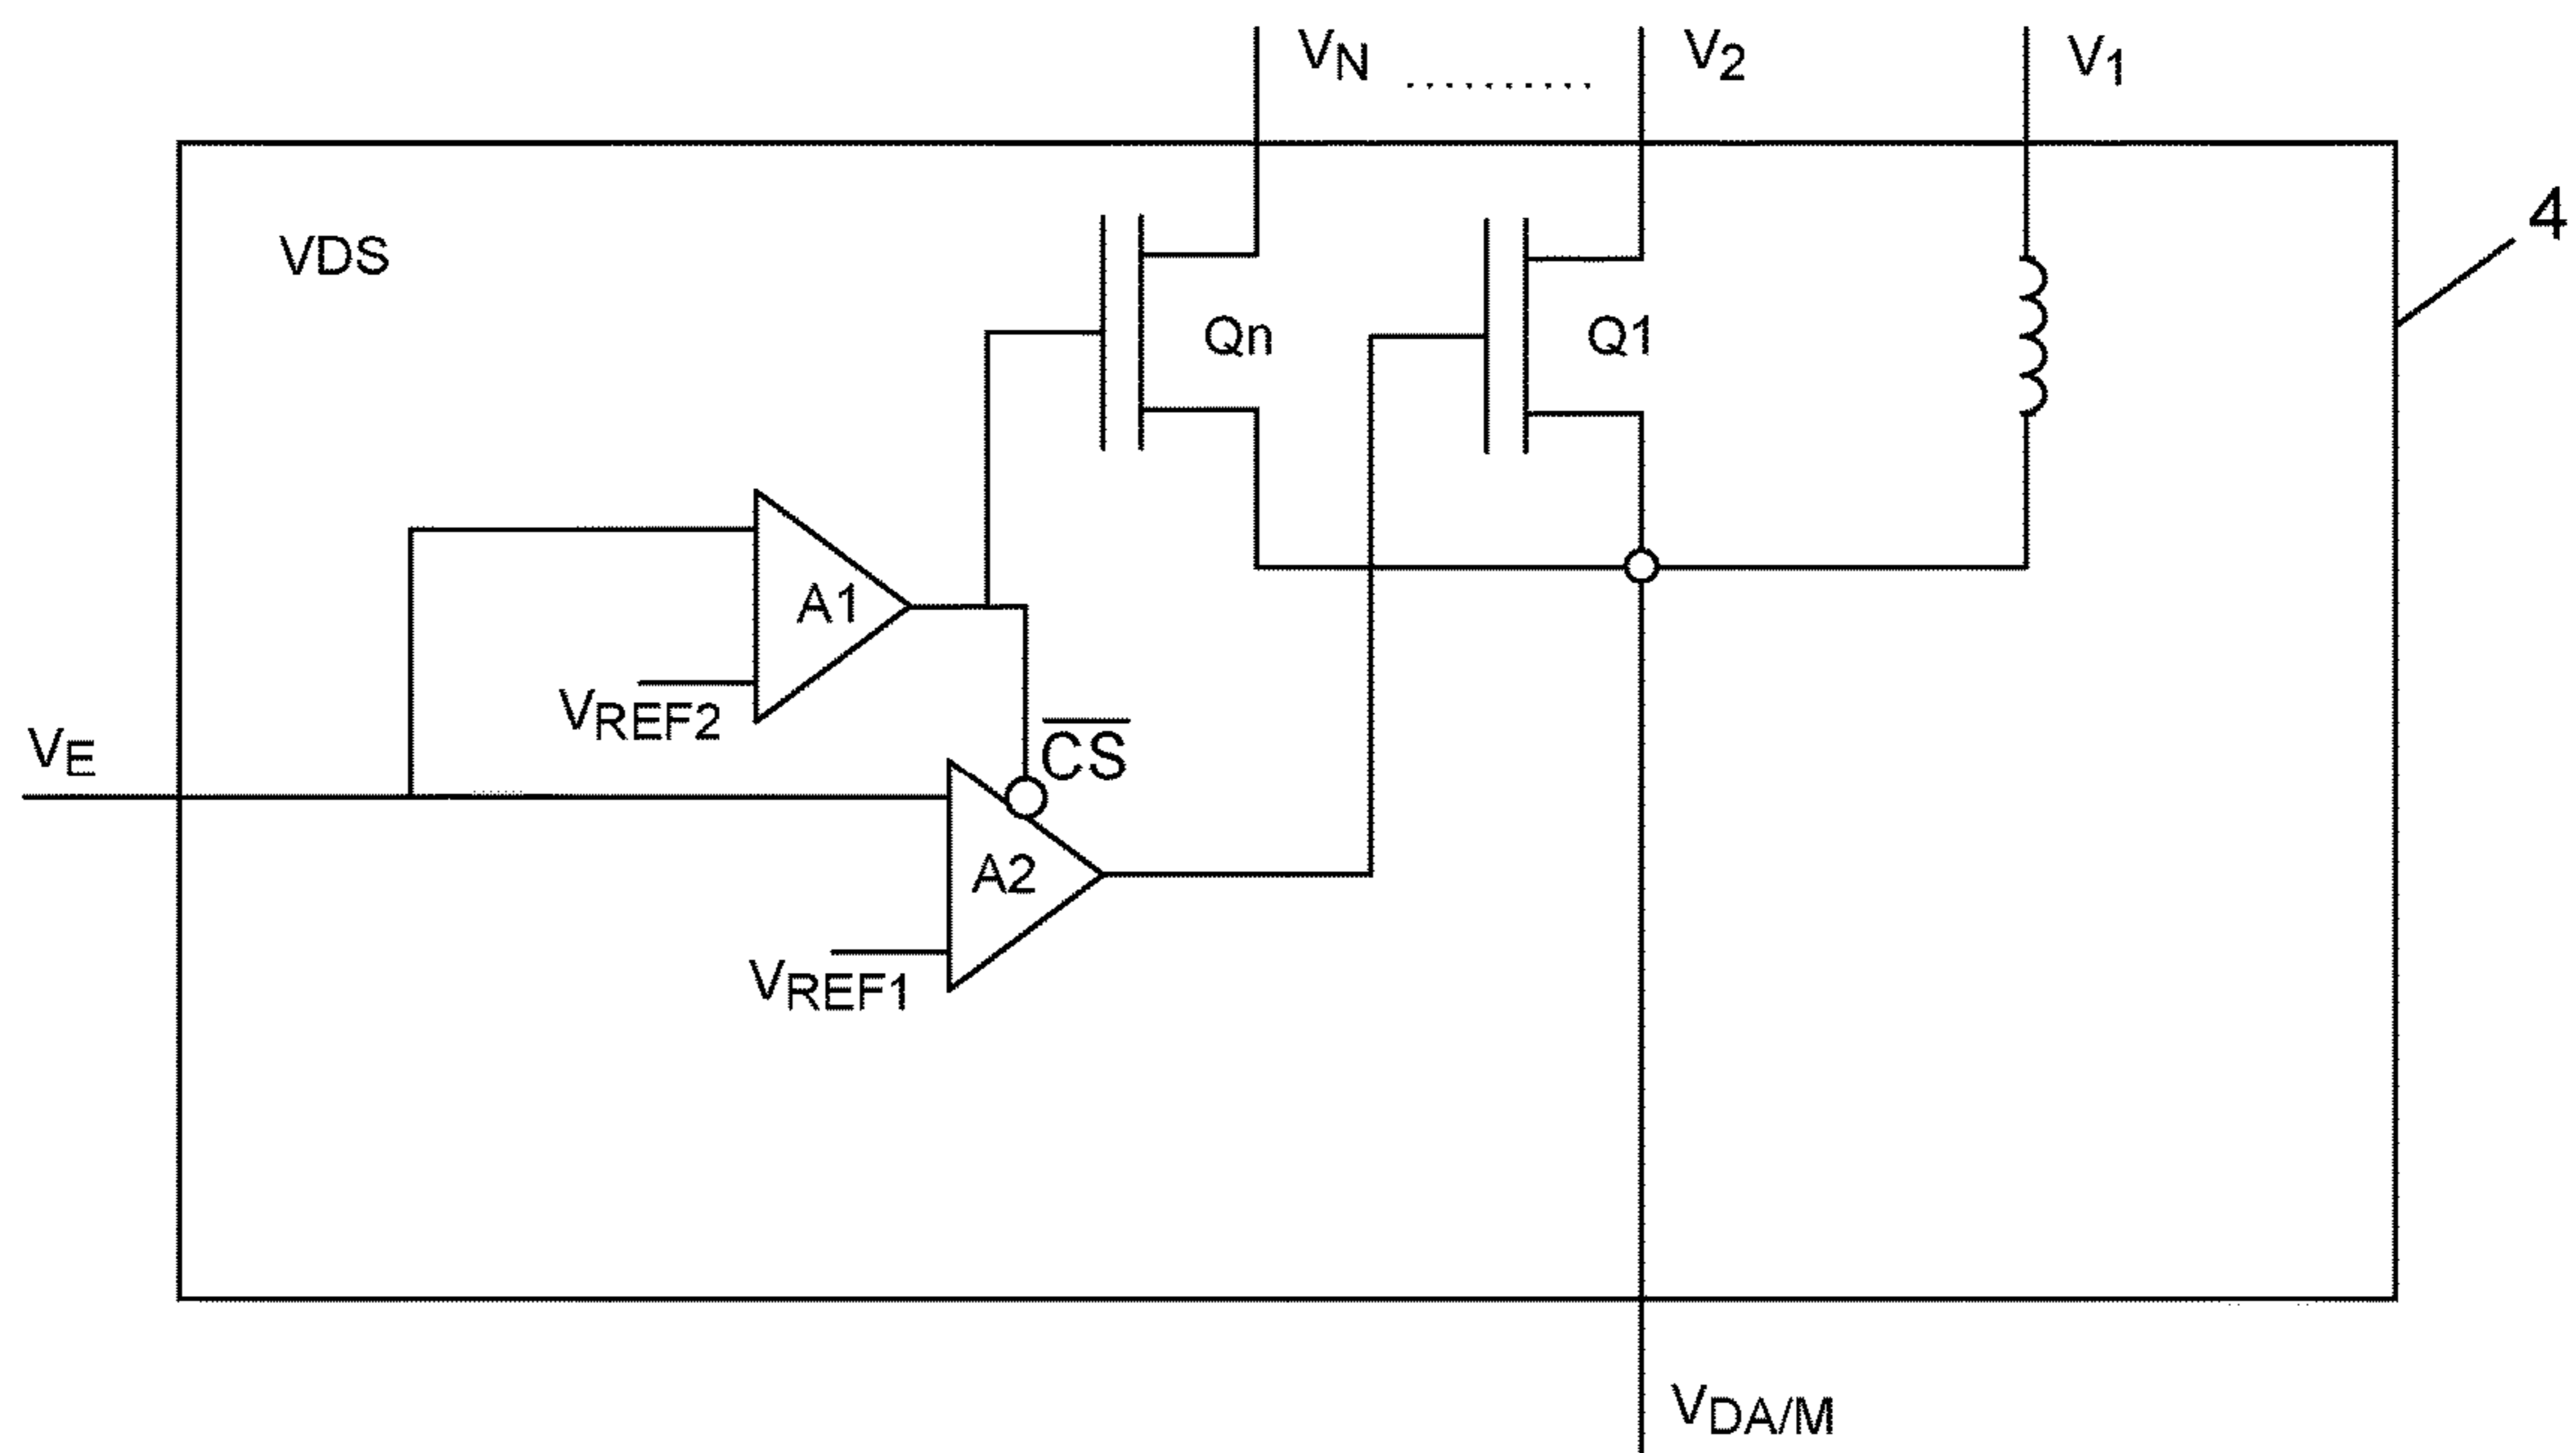 VN .......... V2 V1
4
VDS
Qn Q1
A1
VREF2
CS
VE
A2
VREF1
VDA/M